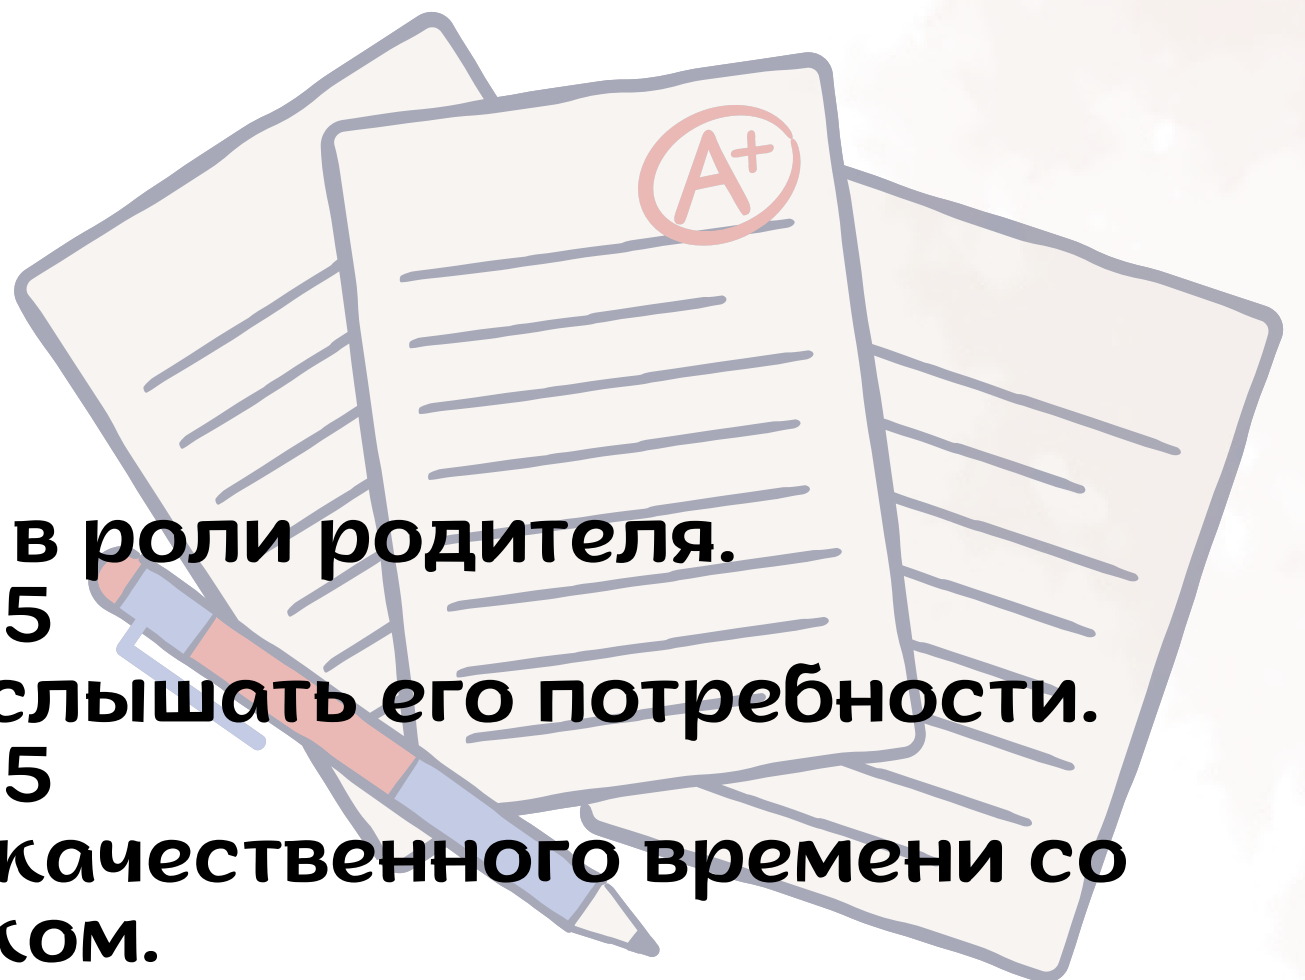 A+
в роли родителя.
5
слышать его потребности.
5
качественного времени со
ком.